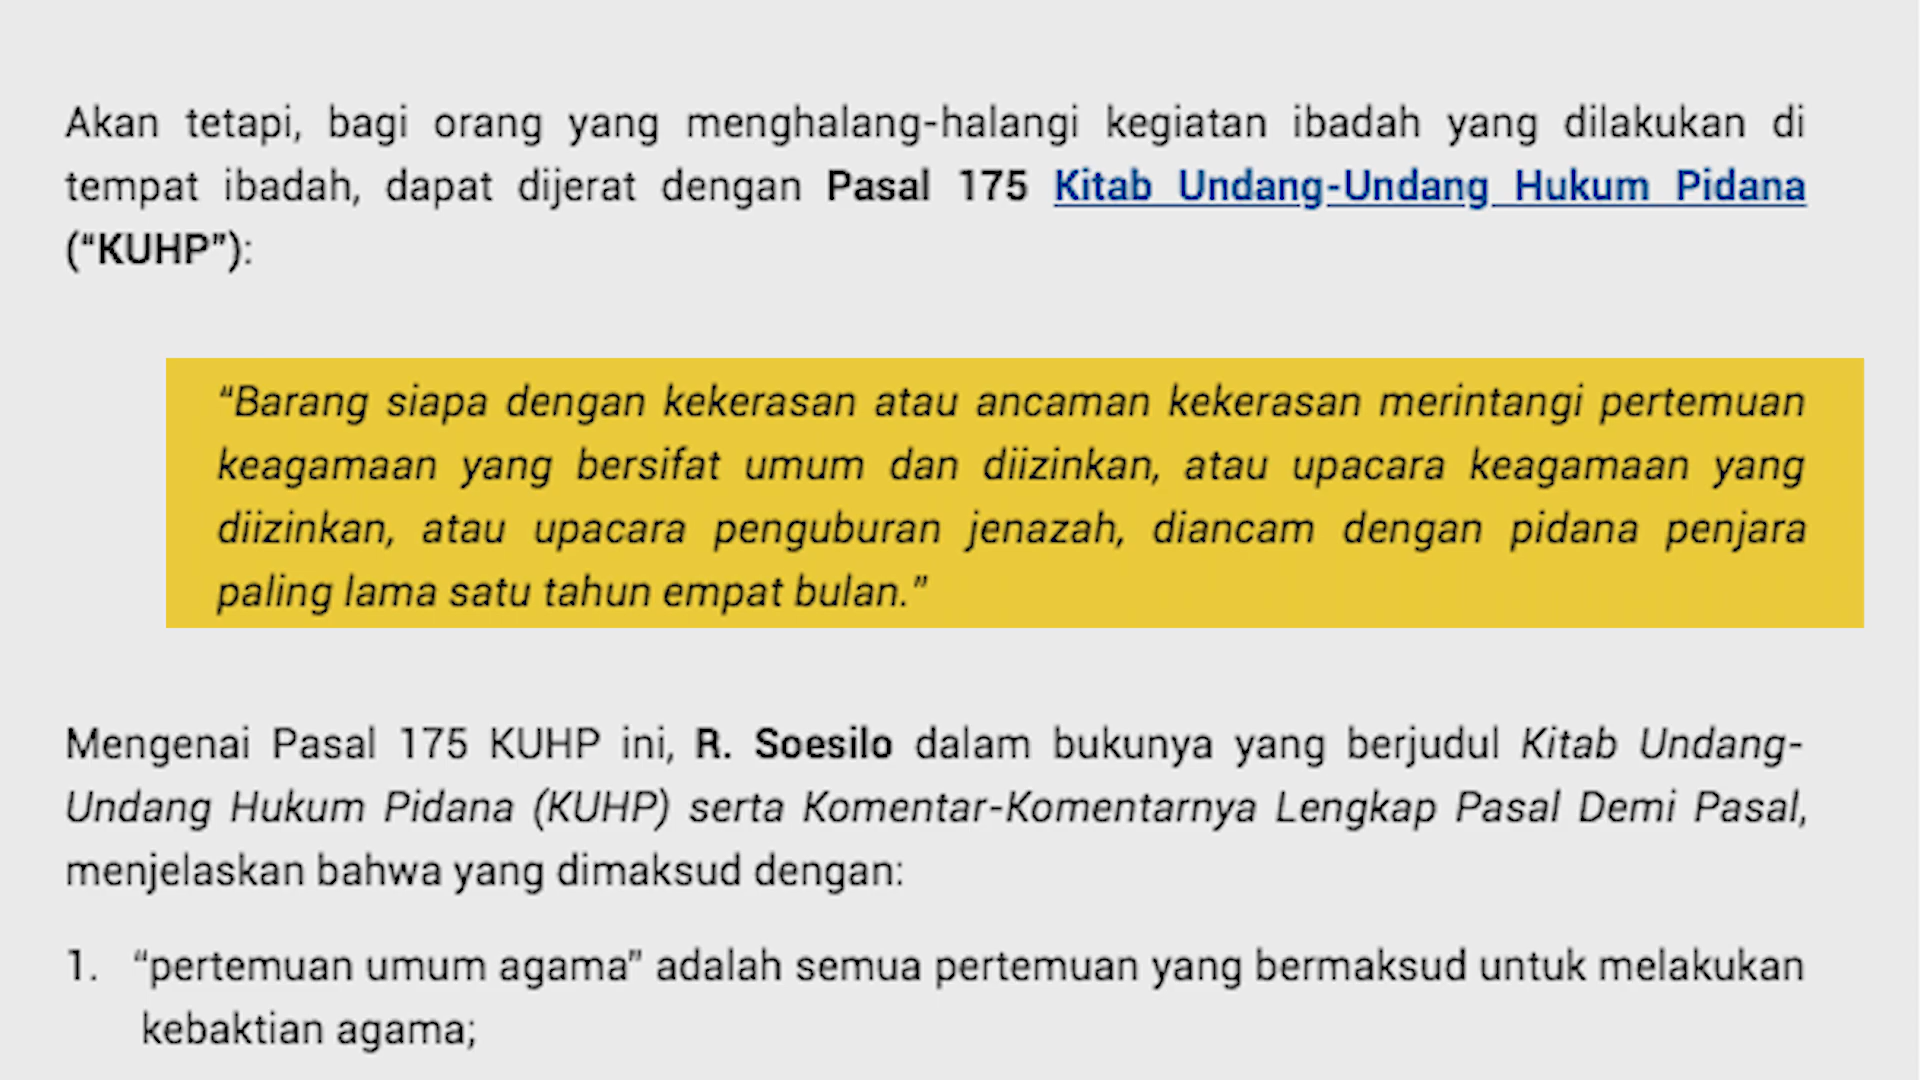 Akan tetapi, bagi orang yang menghalang-halangi kegiatan ibadah yang dilakukan di
tempat ibadah, dapat dijerat dengan Pasal 175 Kitab Undang-Undang Hukum Pidana
(“KUHP”):
“Barang siapa dengan kekerasan atau ancaman kekerasan merintangi pertemuan
keagamaan yang bersifat umum dan diizinkan, atau upacara keagamaan yang
diizinkan, atau upacara penguburan jenazah, diancam dengan pidana penjara
paling lama satu tahun empat bulan.”
Mengenai Pasal 175 KUHP ini, R. Soesilo dalam bukunya yang berjudul Kitab Undang-
Undang Hukum Pidana (KUHP) serta Komentar-Komentarnya Lengkap Pasal Demi Pasal,
menjelaskan bahwa yang dimaksud dengan:
1. “pertemuan umum agama” adalah semua pertemuan yang bermaksud untuk melakukan
kebaktian agama;